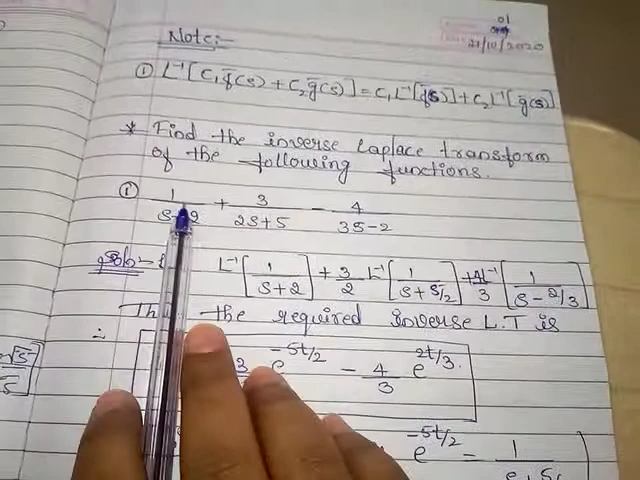 01
21/10/2020
Note:-
① L⁻¹[c₁f̄(s) + c₂ḡ(s)] = c₁L⁻¹[f̄(s)] + c₂L⁻¹[ḡ(s)]
* Find the inverse Laplace transform
of the following functions.
① 1/(s+2) + 3/(2s+5) - 4/(3s-2)
Sol:- L⁻¹[1/(s+2)] + 3/2 L⁻¹[1/(s+5/2)] + 4/3 L⁻¹[1/(s-2/3)]
the required inverse L.T is
∴ 3 e^(-5t/2) - 4/3 e^(2t/3).
e^(-5t/2) = 1